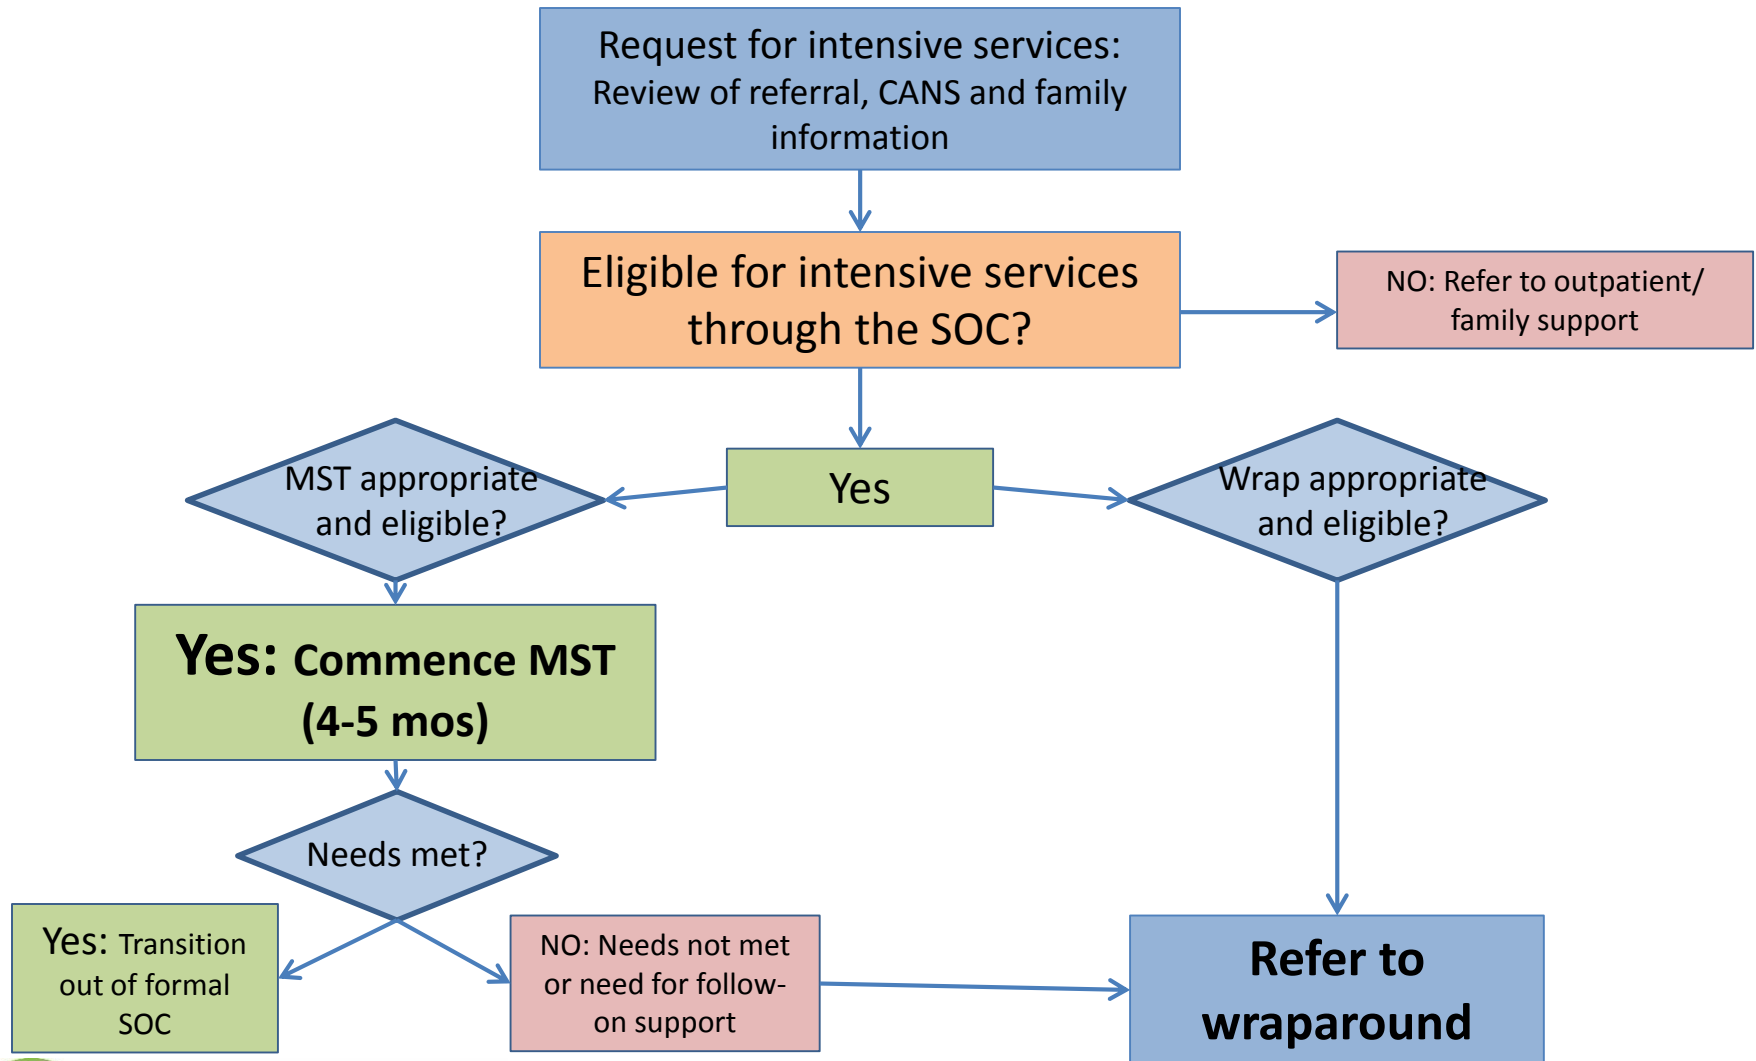 Request for intensive services:
Review of referral, CANS and family
information
Eligible for intensive services
through the SOC?
NO: Refer to outpatient/
family support
MST appropriate
and eligible?
Yes
Wrap appropriate
and eligible?
Yes: Commence MST
(4-5 mos)
Needs met?
Yes: Transition
out of formal
SOC
NO: Needs not met
or need for follow-
on support
Refer to
wraparound